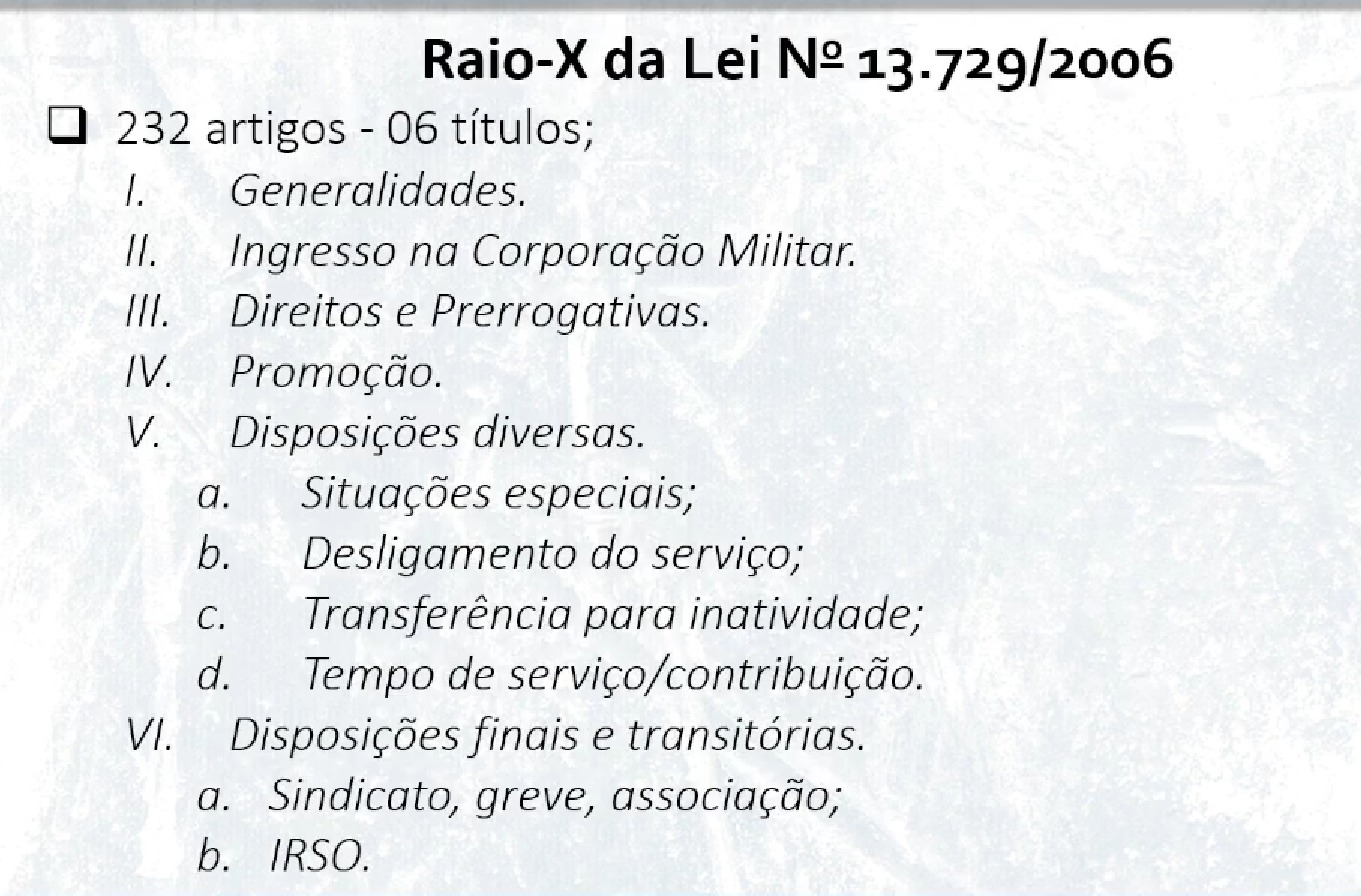 Raio-X da Lei Nº 13.729/2006
232 artigos - 06 títulos;
I. Generalidades.
II. Ingresso na Corporação Militar.
III. Direitos e Prerrogativas.
IV. Promoção.
V. Disposições diversas.
a. Situações especiais;
b. Desligamento do serviço;
c. Transferência para inatividade;
d. Tempo de serviço/contribuição.
VI. Disposições finais e transitórias.
a. Sindicato, greve, associação;
b. IRSO.